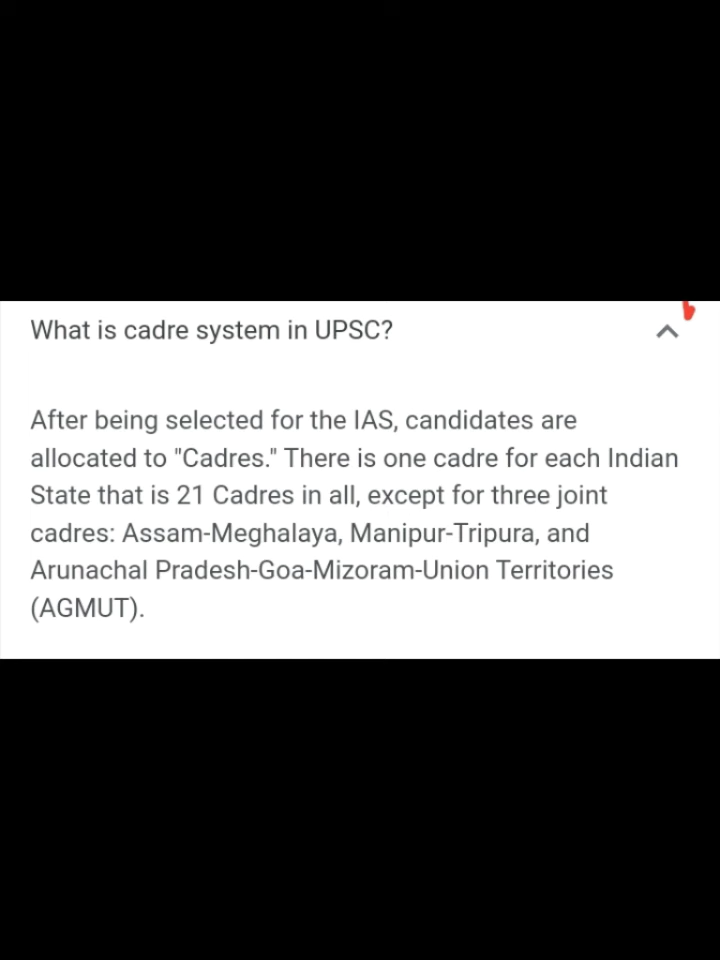 What is cadre system in UPSC?
After being selected for the IAS, candidates are
allocated to "Cadres." There is one cadre for each Indian
State that is 21 Cadres in all, except for three joint
cadres: Assam-Meghalaya, Manipur-Tripura, and
Arunachal Pradesh-Goa-Mizoram-Union Territories
(AGMUT).